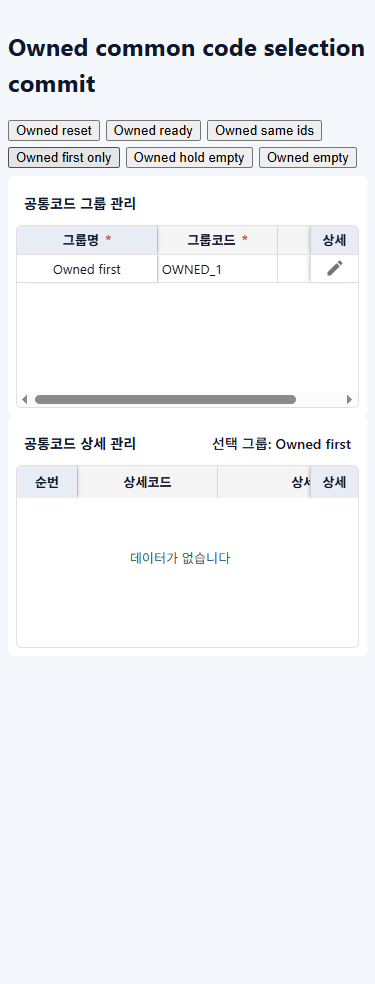 Owned common code selection
commit
Owned reset Owned ready Owned same ids
Owned first only Owned hold empty Owned empty
공통코드 그룹 관리
그룹명 * 그룹코드 * 상세
Owned first OWNED_1
공통코드 상세 관리 선택 그룹: Owned first
순번 상세코드 상세
데이터가 없습니다